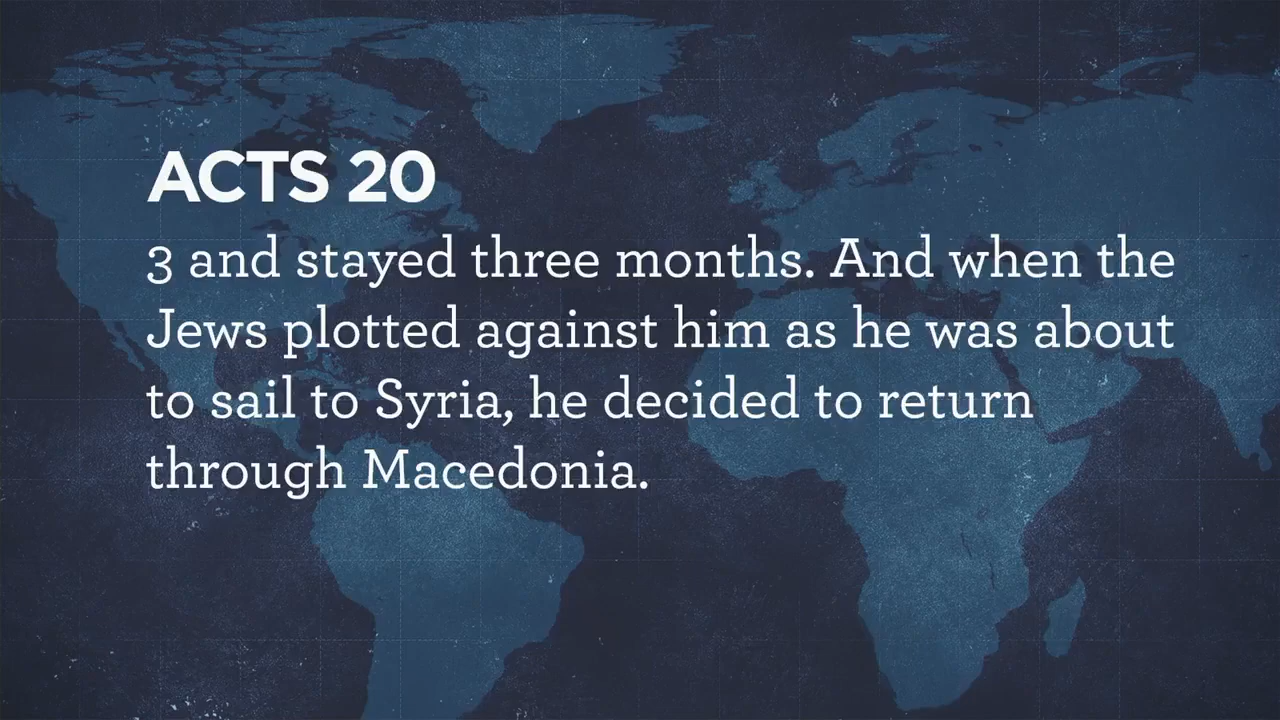 ACTS 20
3 and stayed three months. And when the
Jews plotted against him as he was about
to sail to Syria, he decided to return
through Macedonia.